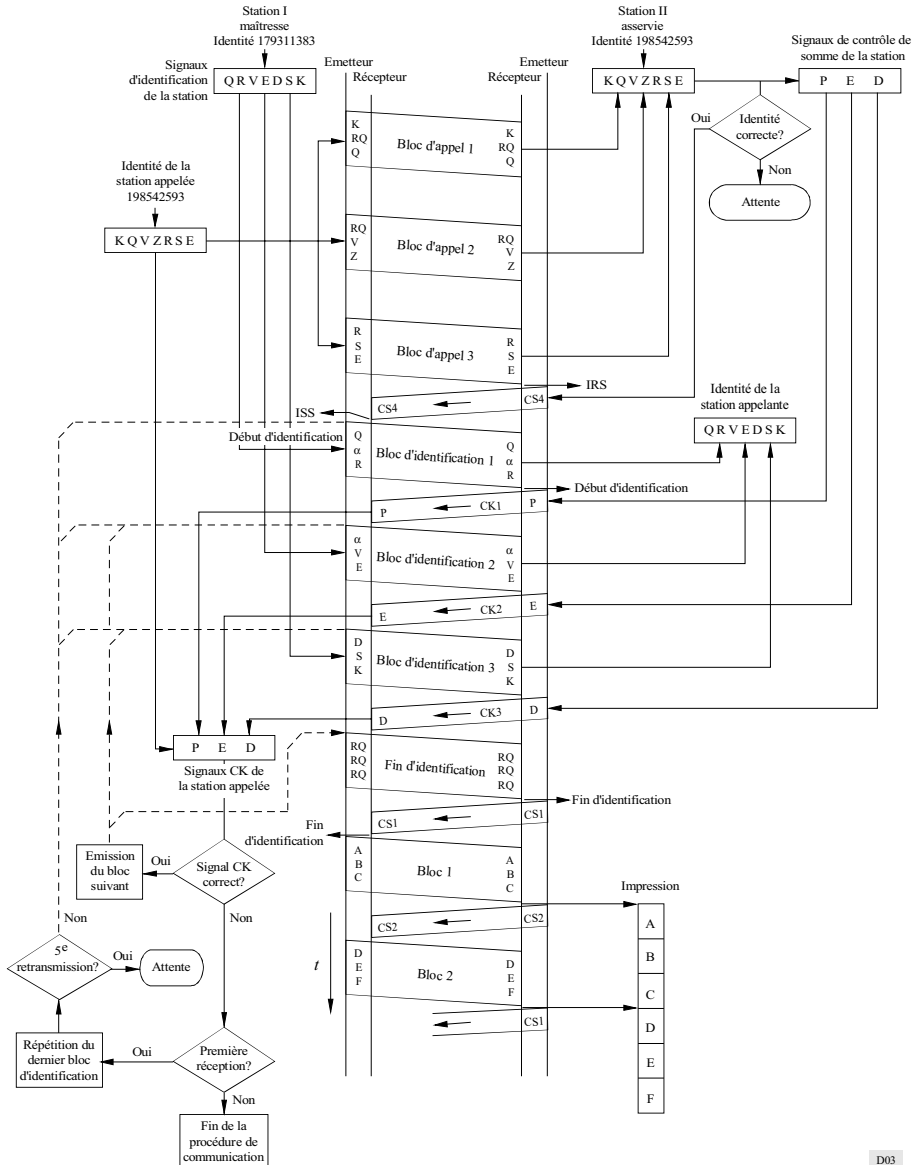 Station I
maîtresse
Identité 179311383
Signaux
d'identification
de la station
Q R V E D S K
Emetteur
Récepteur
Emetteur
Récepteur
Station II
asservie
Identité 198542593
K Q V Z R S E
Signaux de contrôle de
somme de la station
P E D
Oui
Identité
correcte?
Non
Attente
Identité de la
station appelée
198542593
K Q V Z R S E
K
RQ
Q
Bloc d'appel 1
K
RQ
Q
RQ
V
Z
Bloc d'appel 2
RQ
V
Z
R
S
E
Bloc d'appel 3
R
S
E
IRS
ISS
CS4
CS4
Identité de la
station appelante
Q R V E D S K
Début d'identification
Q
α
R
Bloc d'identification 1
Q
α
R
Début d'identification
P
CK1
P
α
V
E
Bloc d'identification 2
α
V
E
E
CK2
E
D
S
K
Bloc d'identification 3
D
S
K
D
CK3
D
P E D
Signaux CK de
la station appelée
RQ
RQ
RQ
Fin d'identification
RQ
RQ
RQ
Fin d'identification
Fin
d'identification
CS1
CS1
Emission
du bloc
suivant
Oui
Signal CK
correct?
A
B
C
Bloc 1
A
B
C
Impression
A
B
C
D
E
F
Non
Non
CS2
CS2
5e
retransmission?
Oui
Attente
t
D
E
F
Bloc 2
D
E
F
CS1
Répétition du
dernier bloc
d'identification
Oui
Première
réception?
Non
Fin de la
procédure de
communication
D03